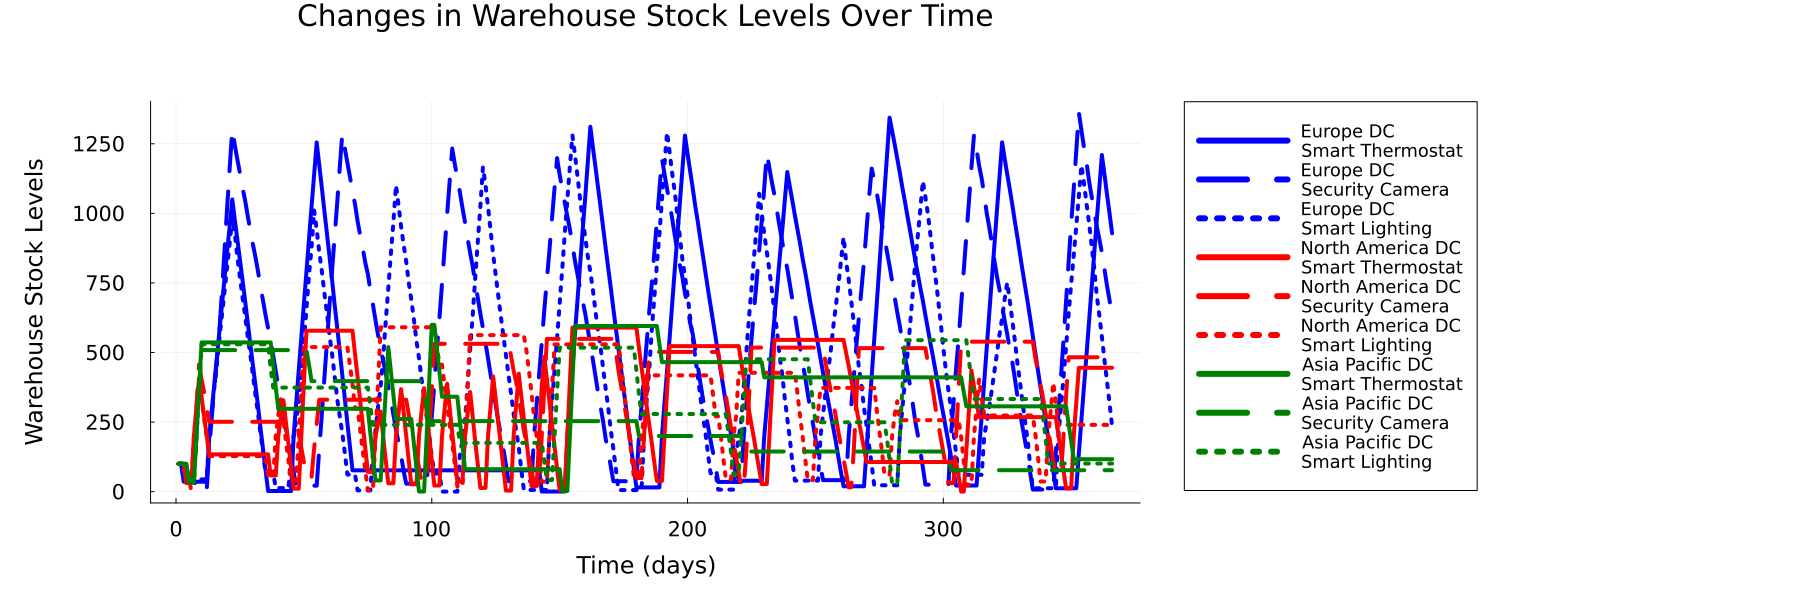 Changes in Warehouse Stock Levels Over Time
Warehouse Stock Levels
1250
1000
750
500
250
0
0
100
200
300
Time (days)
Europe DC
Smart Thermostat
Europe DC
Security Camera
Europe DC
Smart Lighting
North America DC
Smart Thermostat
North America DC
Security Camera
North America DC
Smart Lighting
Asia Pacific DC
Smart Thermostat
Asia Pacific DC
Security Camera
Asia Pacific DC
Smart Lighting